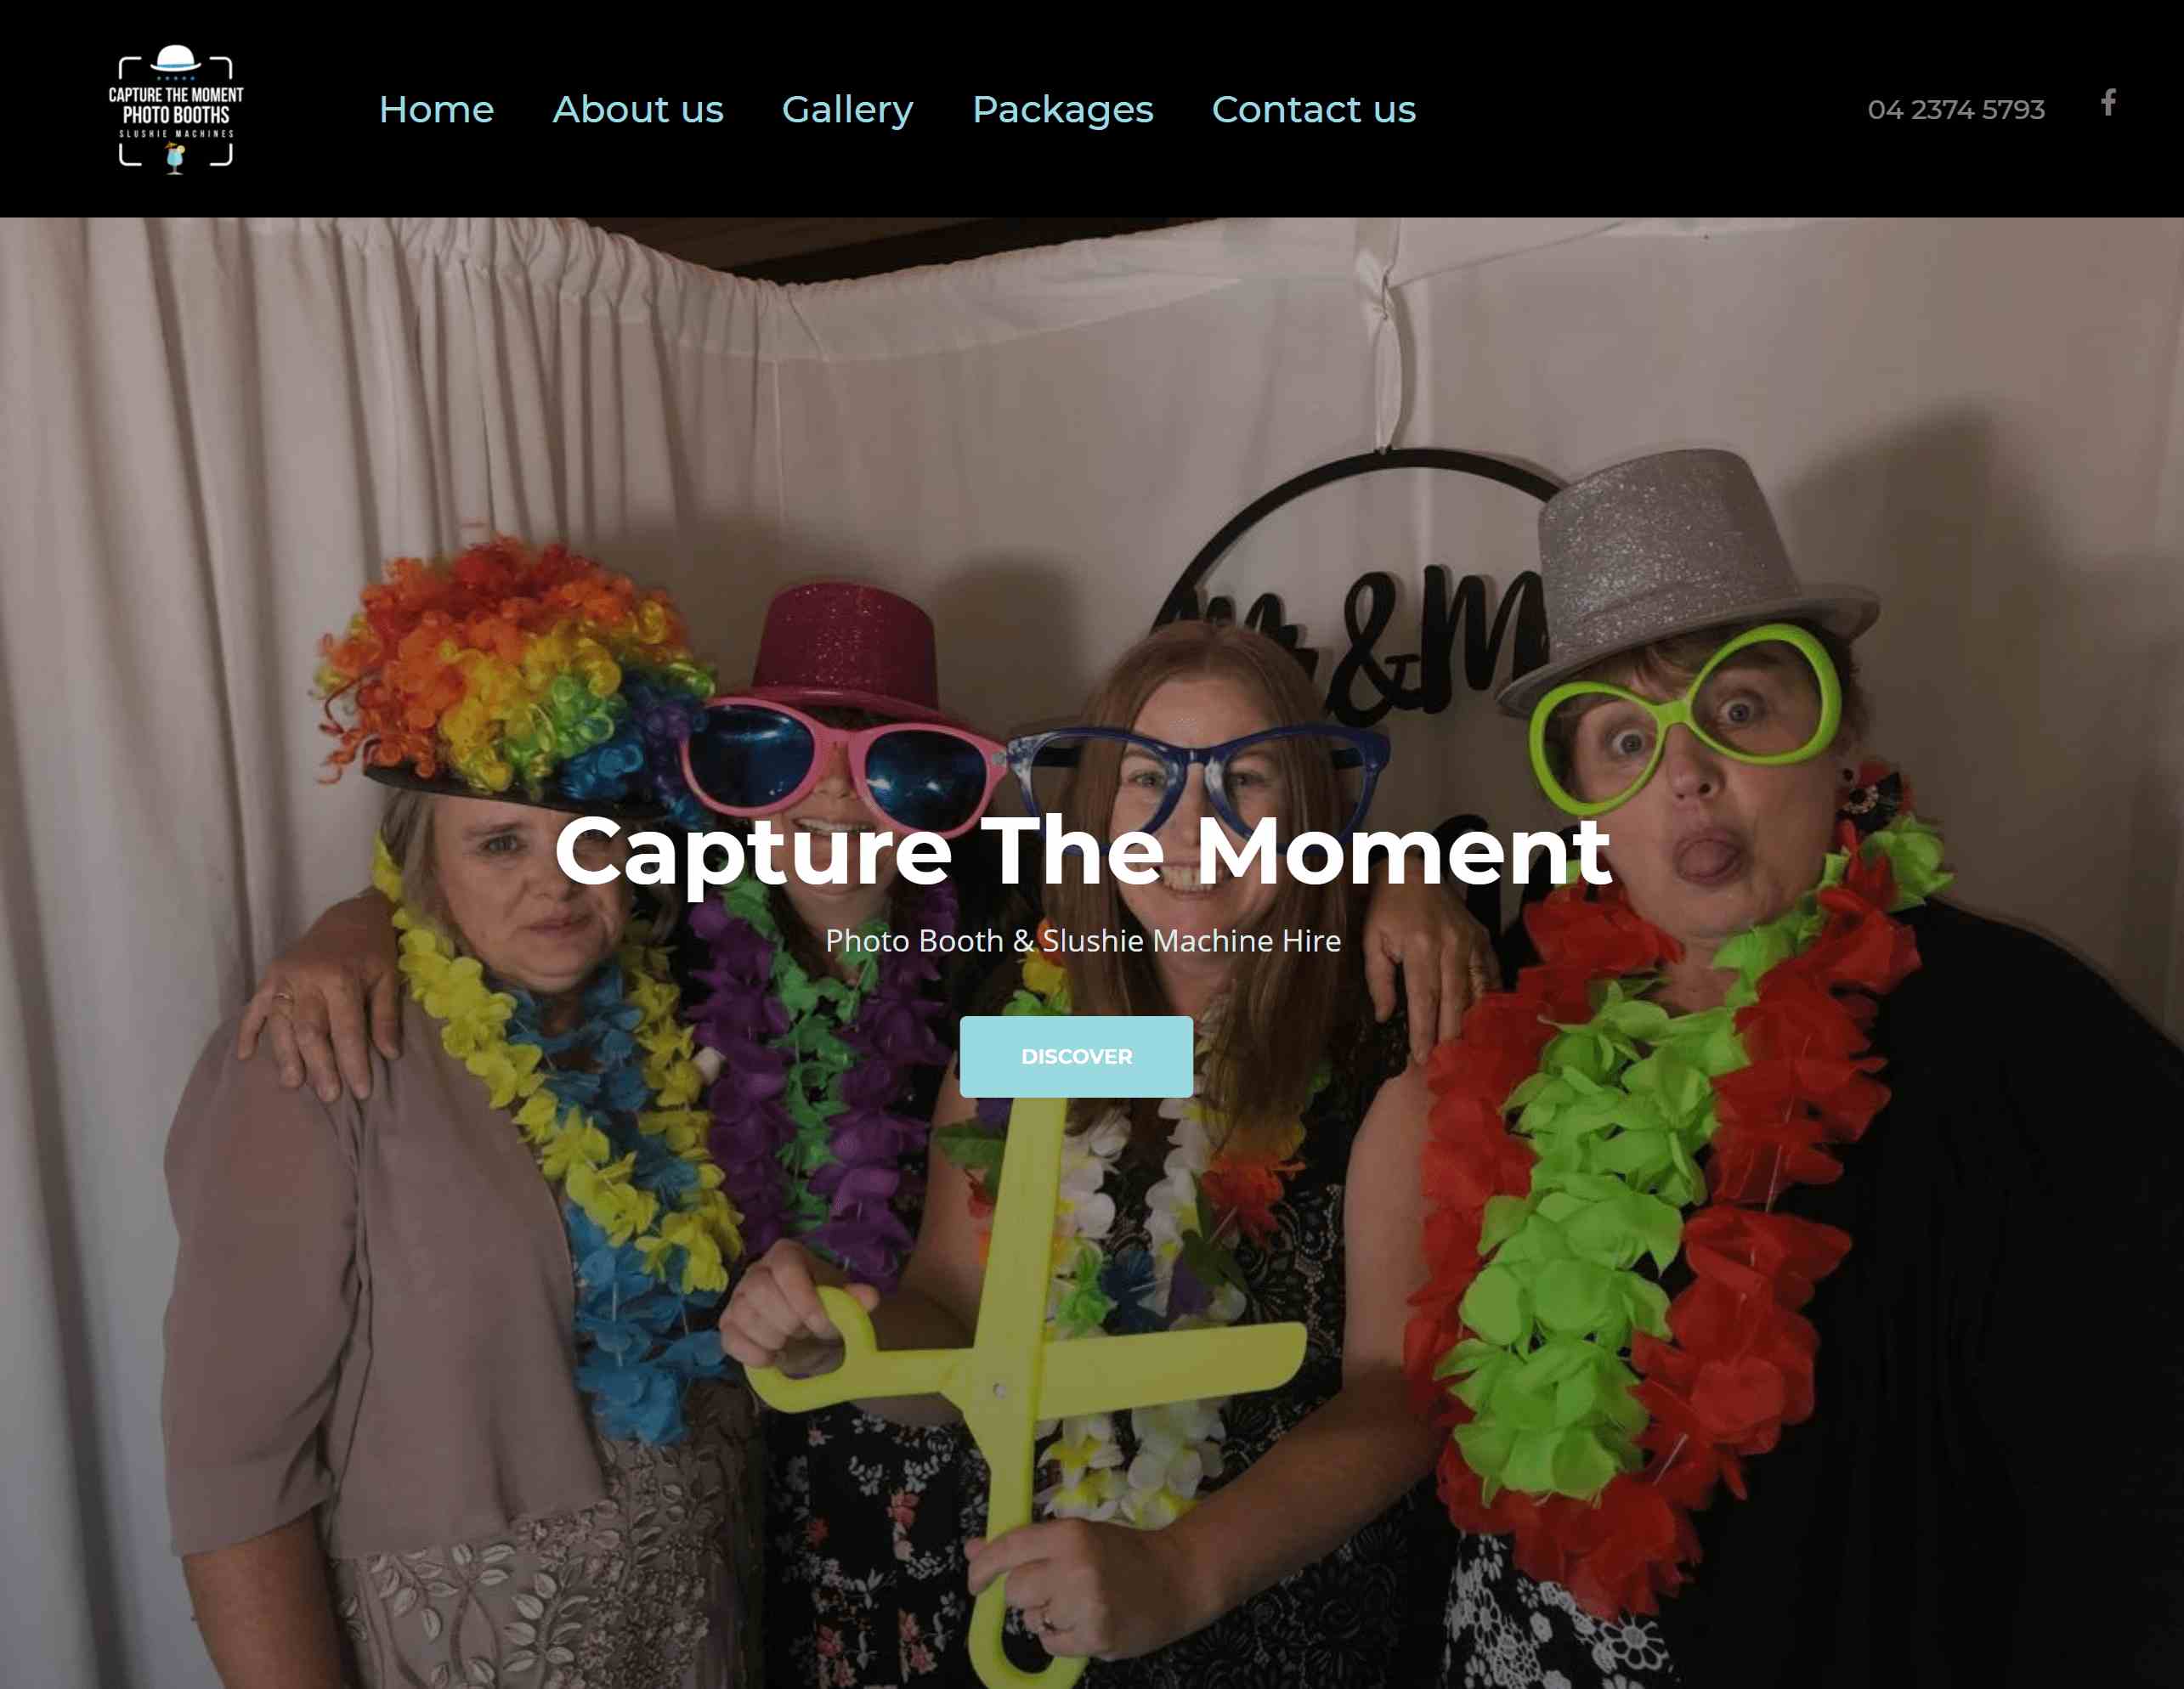 CAPTURE THE MOMENT
PHOTO BOOTHS
SLUSHIE MACHINES
Home
About us
Gallery
Packages
Contact us
04 2374 5793
&
Capture The Moment
Photo Booth & Slushie Machine Hire
DISCOVER